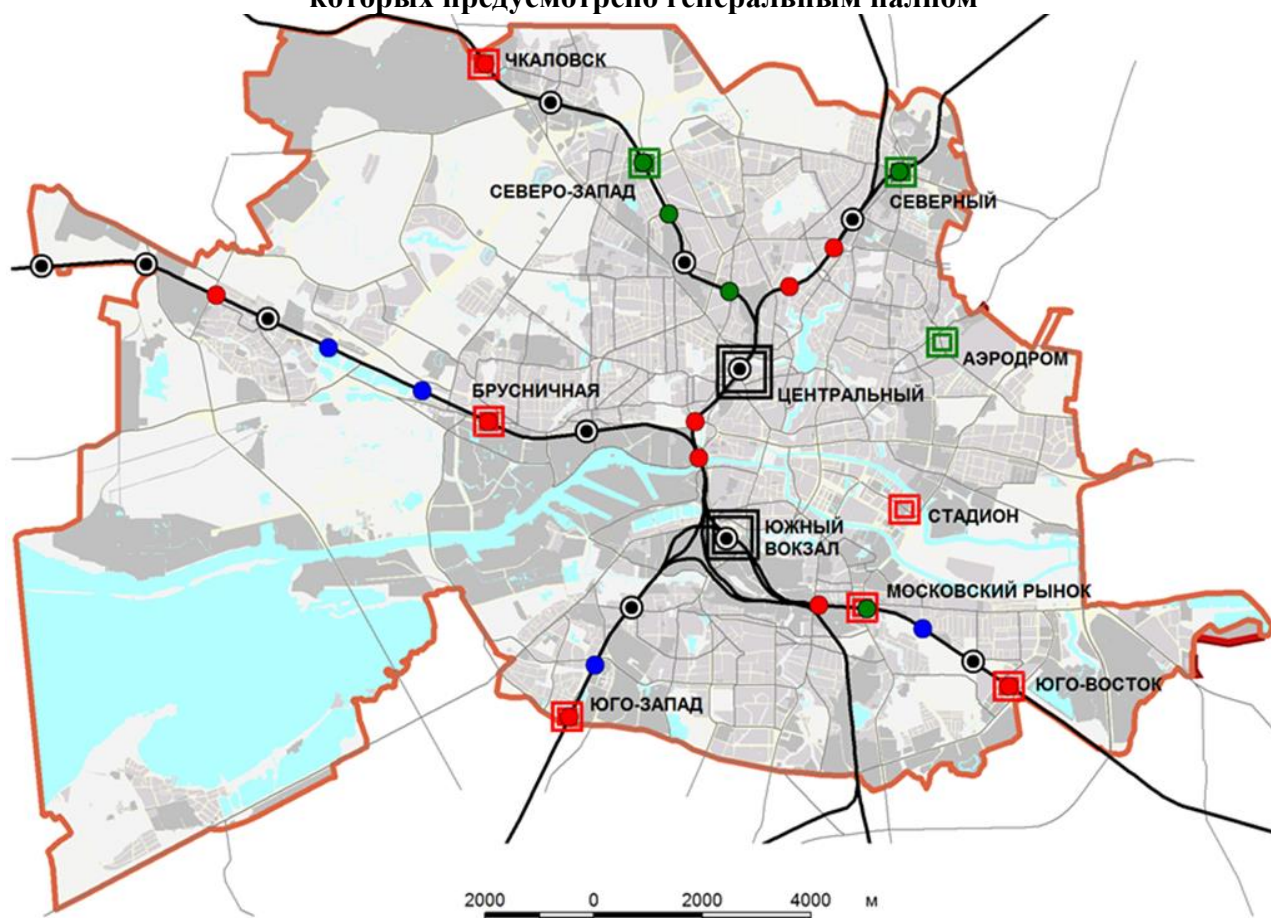 которых предусмотрено генеральным палном
ЧКАЛОВСК
СЕВЕРО-ЗАПАД
СЕВЕРНЫЙ
АЭРОДРОМ
БРУСНИЧНАЯ
ЦЕНТРАЛЬНЫЙ
СТАДИОН
ЮЖНЫЙ
ВОКЗАЛ
МОСКОВСКИЙ РЫНОК
ЮГО-ВОСТОК
ЮГО-ЗАПАД
2000 0 2000 4000 м